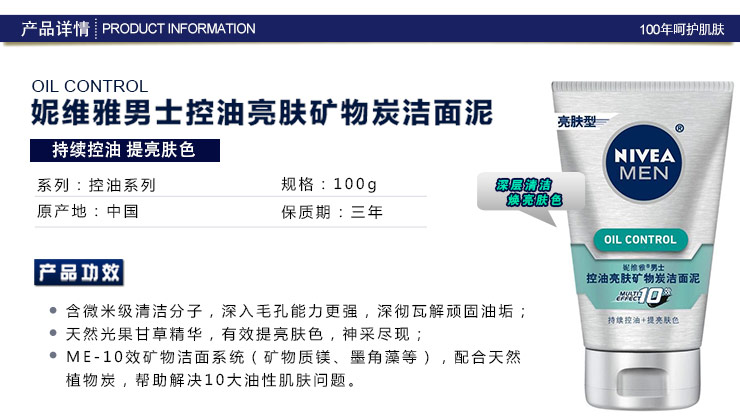 产品详情 PRODUCT INFORMATION 100年呵护肌肤
OIL CONTROL
妮维雅男士控油亮肤矿物炭洁面泥
持续控油 提亮肤色
系列：控油系列 规格：100g
原产地：中国 保质期：三年
产品功效
● 含微米级清洁分子，深入毛孔能力更强，深彻瓦解顽固油垢；
● 天然光果甘草精华，有效提亮肤色，神采尽现；
● ME-10效矿物洁面系统（矿物质镁、墨角藻等），配合天然
植物炭，帮助解决10大油性肌肤问题。
深层清洁
焕亮肤色
亮肤型
®
NIVEA
MEN
OIL CONTROL
妮维雅®男士
控油亮肤矿物炭洁面泥
MULTI EFFECT 10X
持续控油+提亮肤色